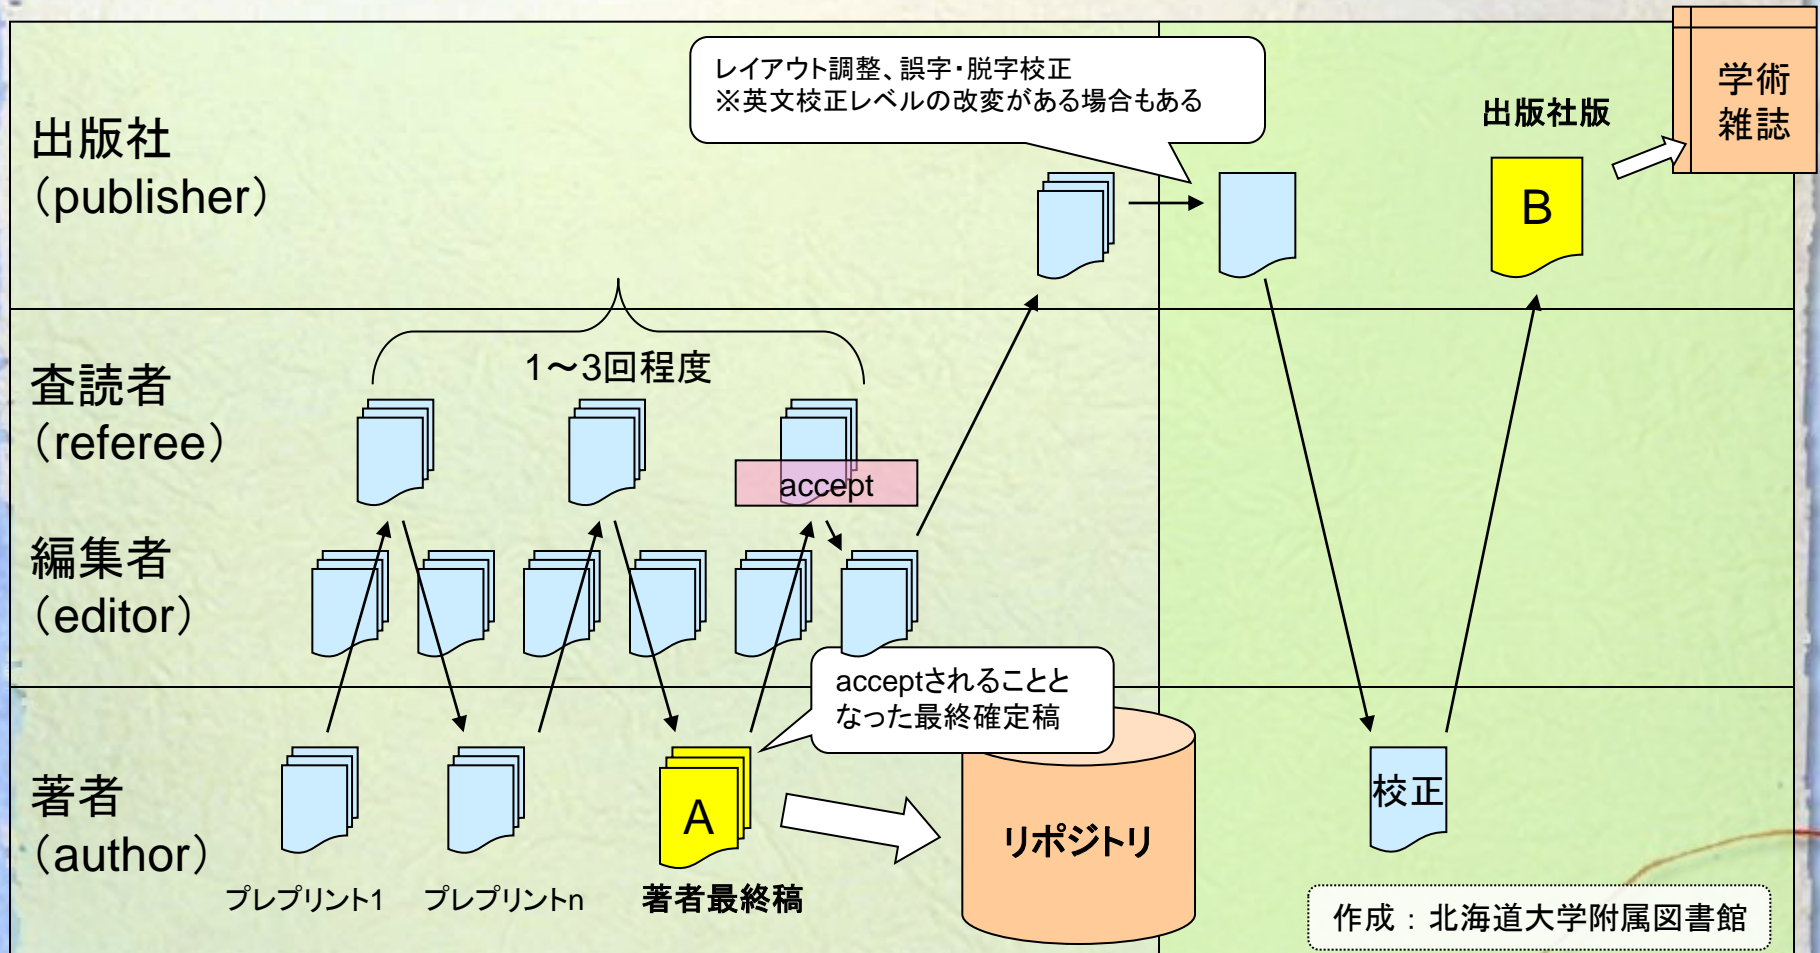 学術
雑誌
レイアウト調整、誤字・脱字校正
※英文校正レベルの改変がある場合もある
出版社版
出版社
（publisher）
B
1～3回程度
査読者
（referee）
accept
編集者
（editor）
acceptされることと
なった最終確定稿
著者
（author）
A
リポジトリ
校正
プレプリント1
プレプリントn
著者最終稿
作成：北海道大学附属図書館